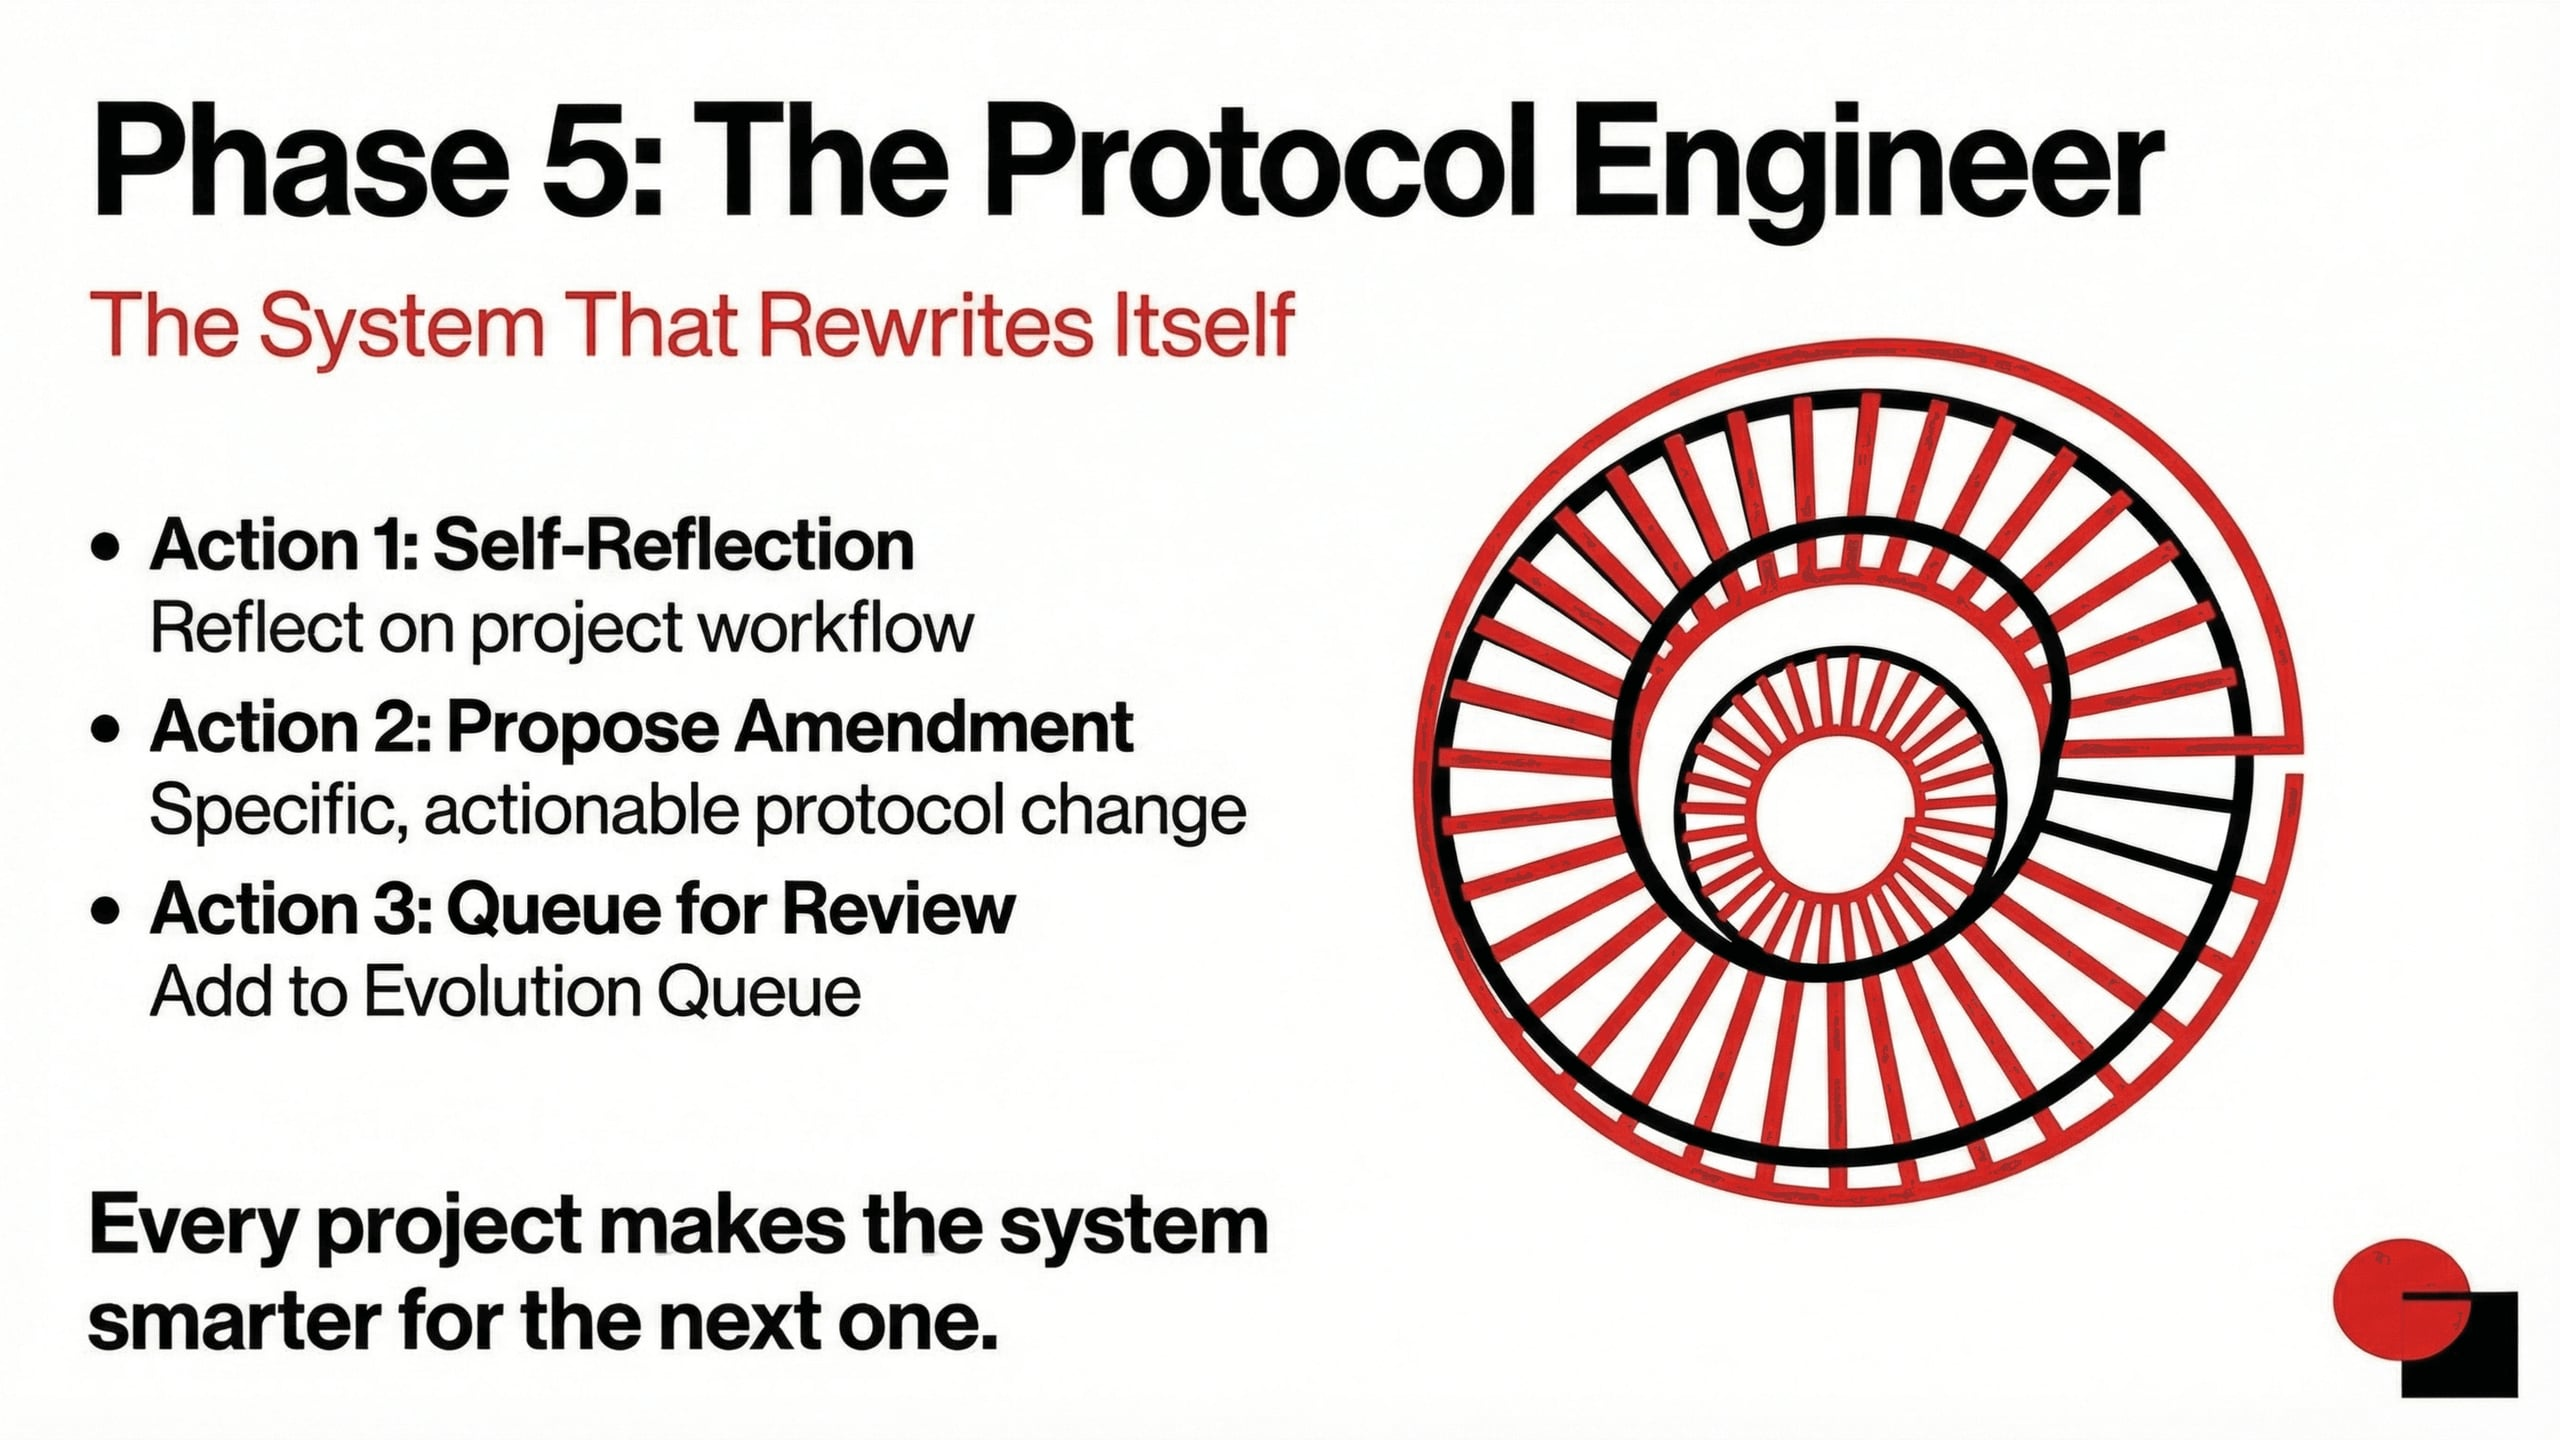 Phase 5: The Protocol Engineer
The System That Rewrites Itself
• Action 1: Self-Reflection
Reflect on project workflow
• Action 2: Propose Amendment
Specific, actionable protocol change
• Action 3: Queue for Review
Add to Evolution Queue
Every project makes the system
smarter for the next one.